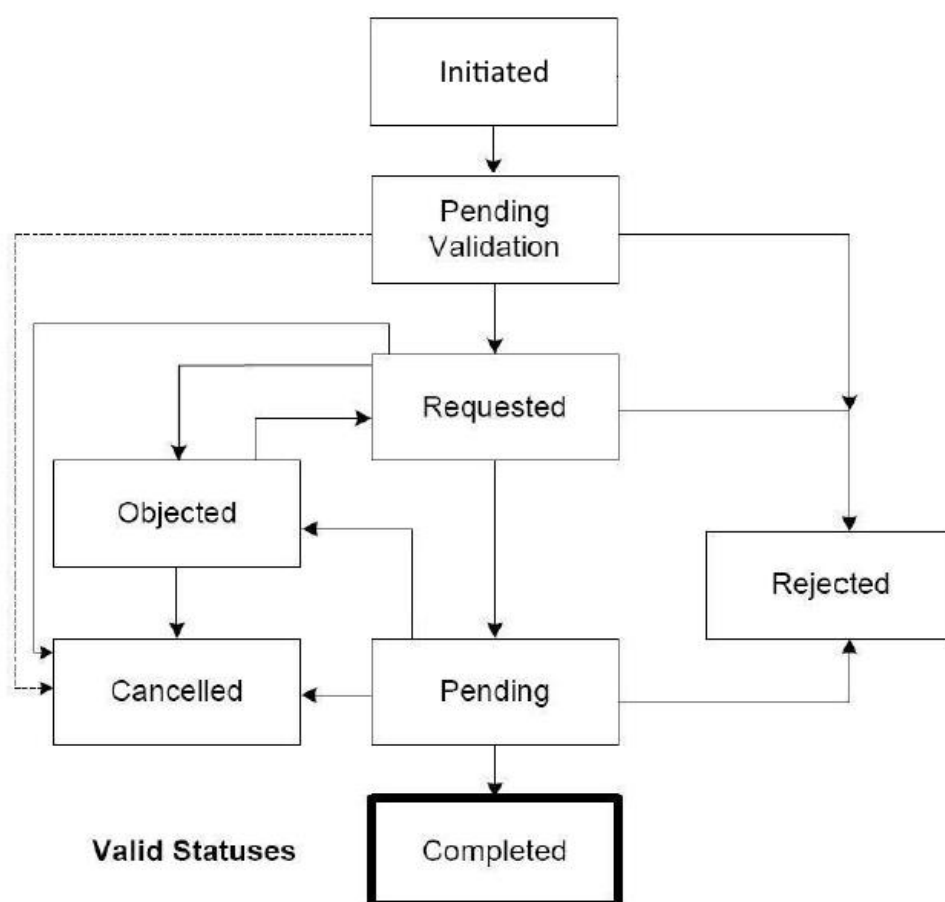 Initiated
Pending
Validation
Requested
Objected
Rejected
Cancelled
Pending
Valid Statuses
Completed